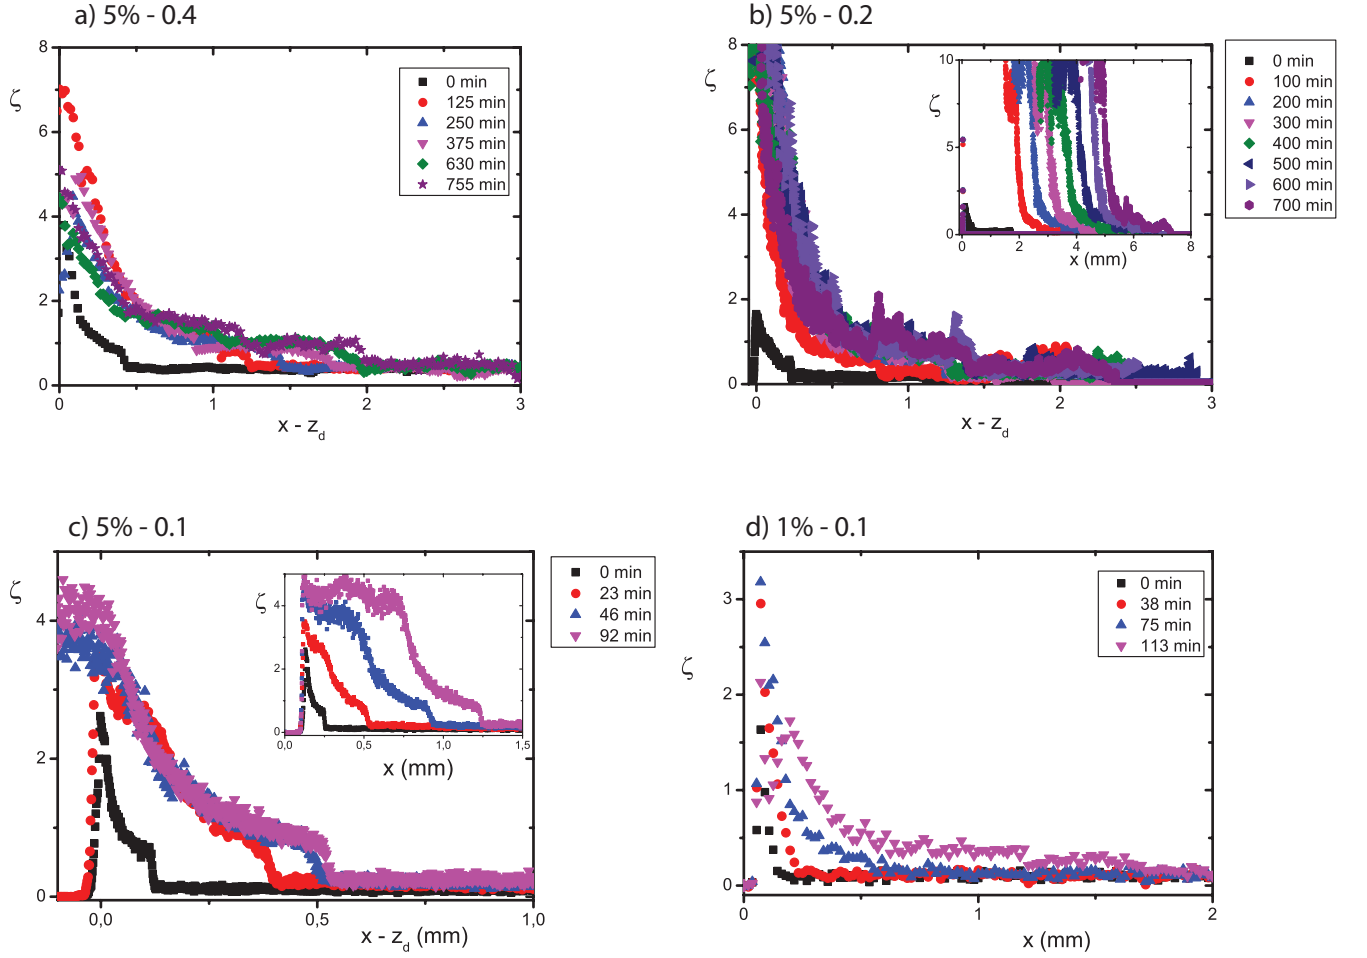 a) 5% - 0.4
8
6
4
2
0
ζ
0 min
125 min
250 min
375 min
630 min
755 min
0 1 2 3
x - z_d
b) 5% - 0.2
8
6
4
2
0
ζ
10
5
0
ζ
0 2 4 6 8
x (mm)
0 min
100 min
200 min
300 min
400 min
500 min
600 min
700 min
0 1 2 3
x - z_d
c) 5% - 0.1
4
2
0
ζ
4
2
0
ζ
0,0 0,5 1,0 1,5
x (mm)
0 min
23 min
46 min
92 min
0,0 0,5 1,0
x - z_d (mm)
d) 1% - 0.1
3
2
1
0
ζ
0 min
38 min
75 min
113 min
0 1 2
x (mm)